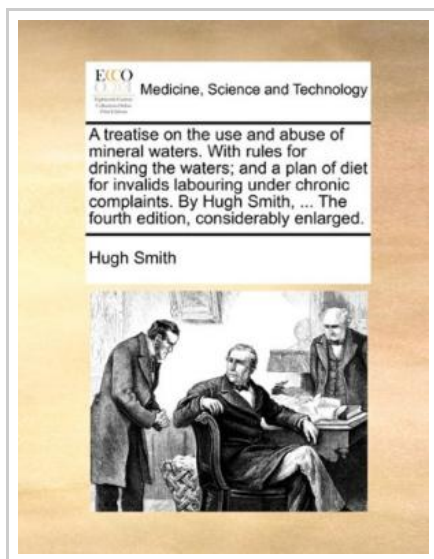 ECCO
Medicine, Science and Technology
A treatise on the use and abuse of
mineral waters. With rules for
drinking the waters; and a plan of diet
for invalids labouring under chronic
complaints. By Hugh Smith, ... The
fourth edition, considerably enlarged.
Hugh Smith